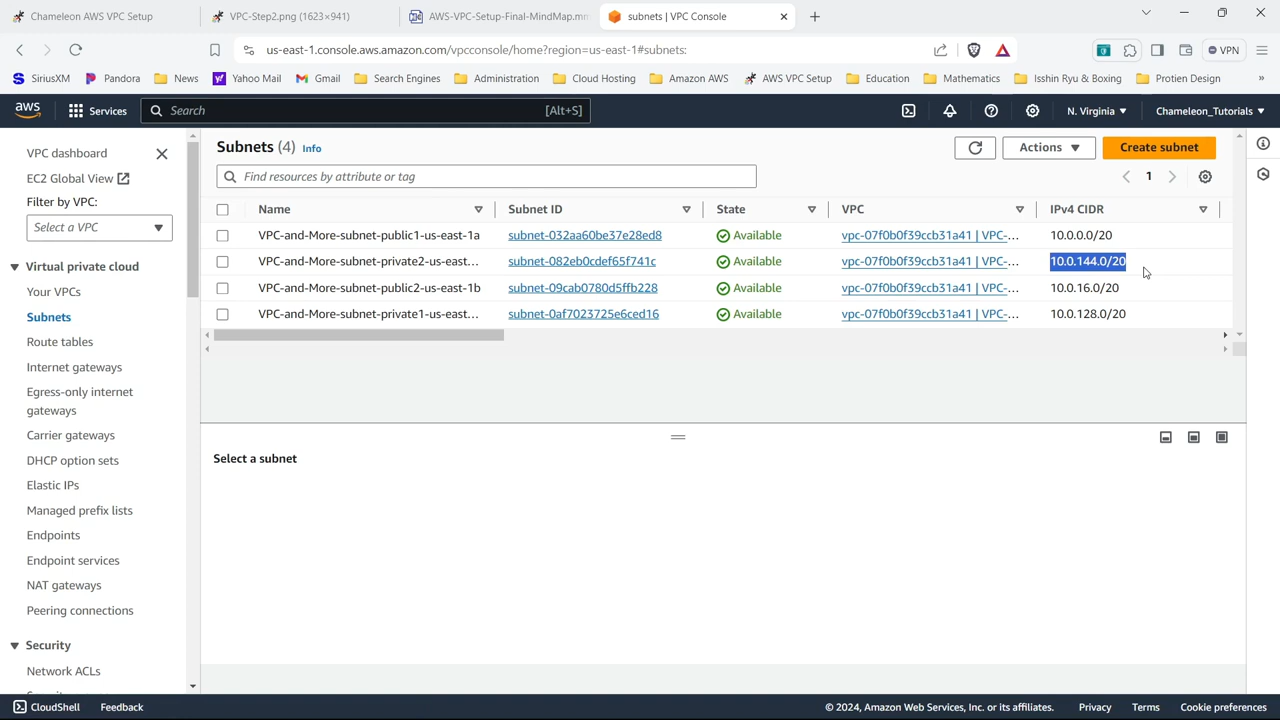 Chameleon AWS VPC Setup
VPC-Step2.png (1623×941)
AWS-VPC-Setup-Final-MindMap.mm
subnets | VPC Console
us-east-1.console.aws.amazon.com/vpcconsole/home?region=us-east-1#subnets:
VPN
SiriusXM
Pandora
News
Yahoo Mail
Gmail
Search Engines
Administration
Cloud Hosting
Amazon AWS
AWS VPC Setup
Education
Mathematics
Isshin Ryu & Boxing
Protien Design
»
aws
Services
Search
[Alt+S]
N. Virginia
Chameleon_Tutorials
VPC dashboard
EC2 Global View
Filter by VPC:
Select a VPC
Virtual private cloud
Your VPCs
Subnets
Route tables
Internet gateways
Egress-only internet
gateways
Carrier gateways
DHCP option sets
Elastic IPs
Managed prefix lists
Endpoints
Endpoint services
NAT gateways
Peering connections
Security
Network ACLs
Subnets (4) Info
Actions
Create subnet
Find resources by attribute or tag
1
Name Subnet ID State VPC IPv4 CIDR
VPC-and-More-subnet-public1-us-east-1a subnet-032aa60be37e28ed8 Available vpc-07f0b0f39ccb31a41 | VPC-... 10.0.0.0/20
VPC-and-More-subnet-private2-us-east... subnet-082eb0cdef65f741c Available vpc-07f0b0f39ccb31a41 | VPC-... 10.0.144.0/20
VPC-and-More-subnet-public2-us-east-1b subnet-09cab0780d5ffb228 Available vpc-07f0b0f39ccb31a41 | VPC-... 10.0.16.0/20
VPC-and-More-subnet-private1-us-east... subnet-0af7023725e6ced16 Available vpc-07f0b0f39ccb31a41 | VPC-... 10.0.128.0/20
Select a subnet
CloudShell
Feedback
© 2024, Amazon Web Services, Inc. or its affiliates.
Privacy
Terms
Cookie preferences